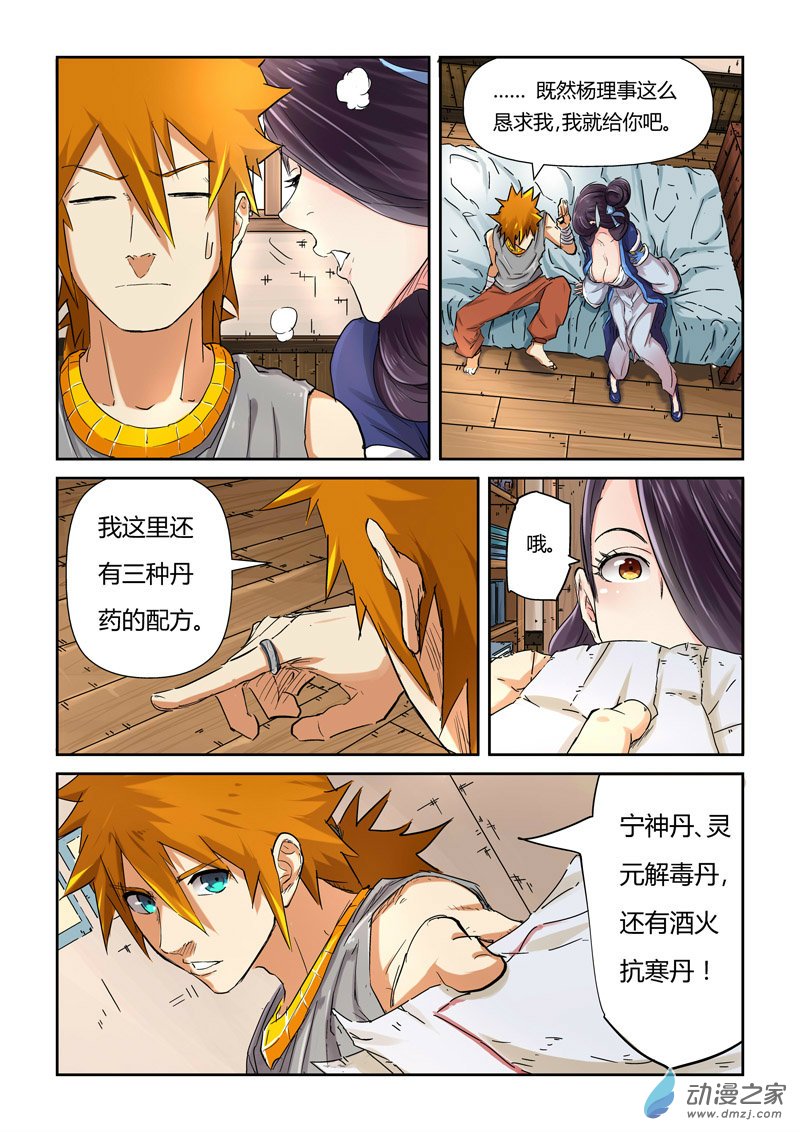 …… 既然杨理事这么
恳求我,我就给你吧。
我这里还
有三种丹
药的配方。
哦。
宁神丹、灵
元解毒丹，
还有酒火
抗寒丹！
动漫之家
www.dmzj.com